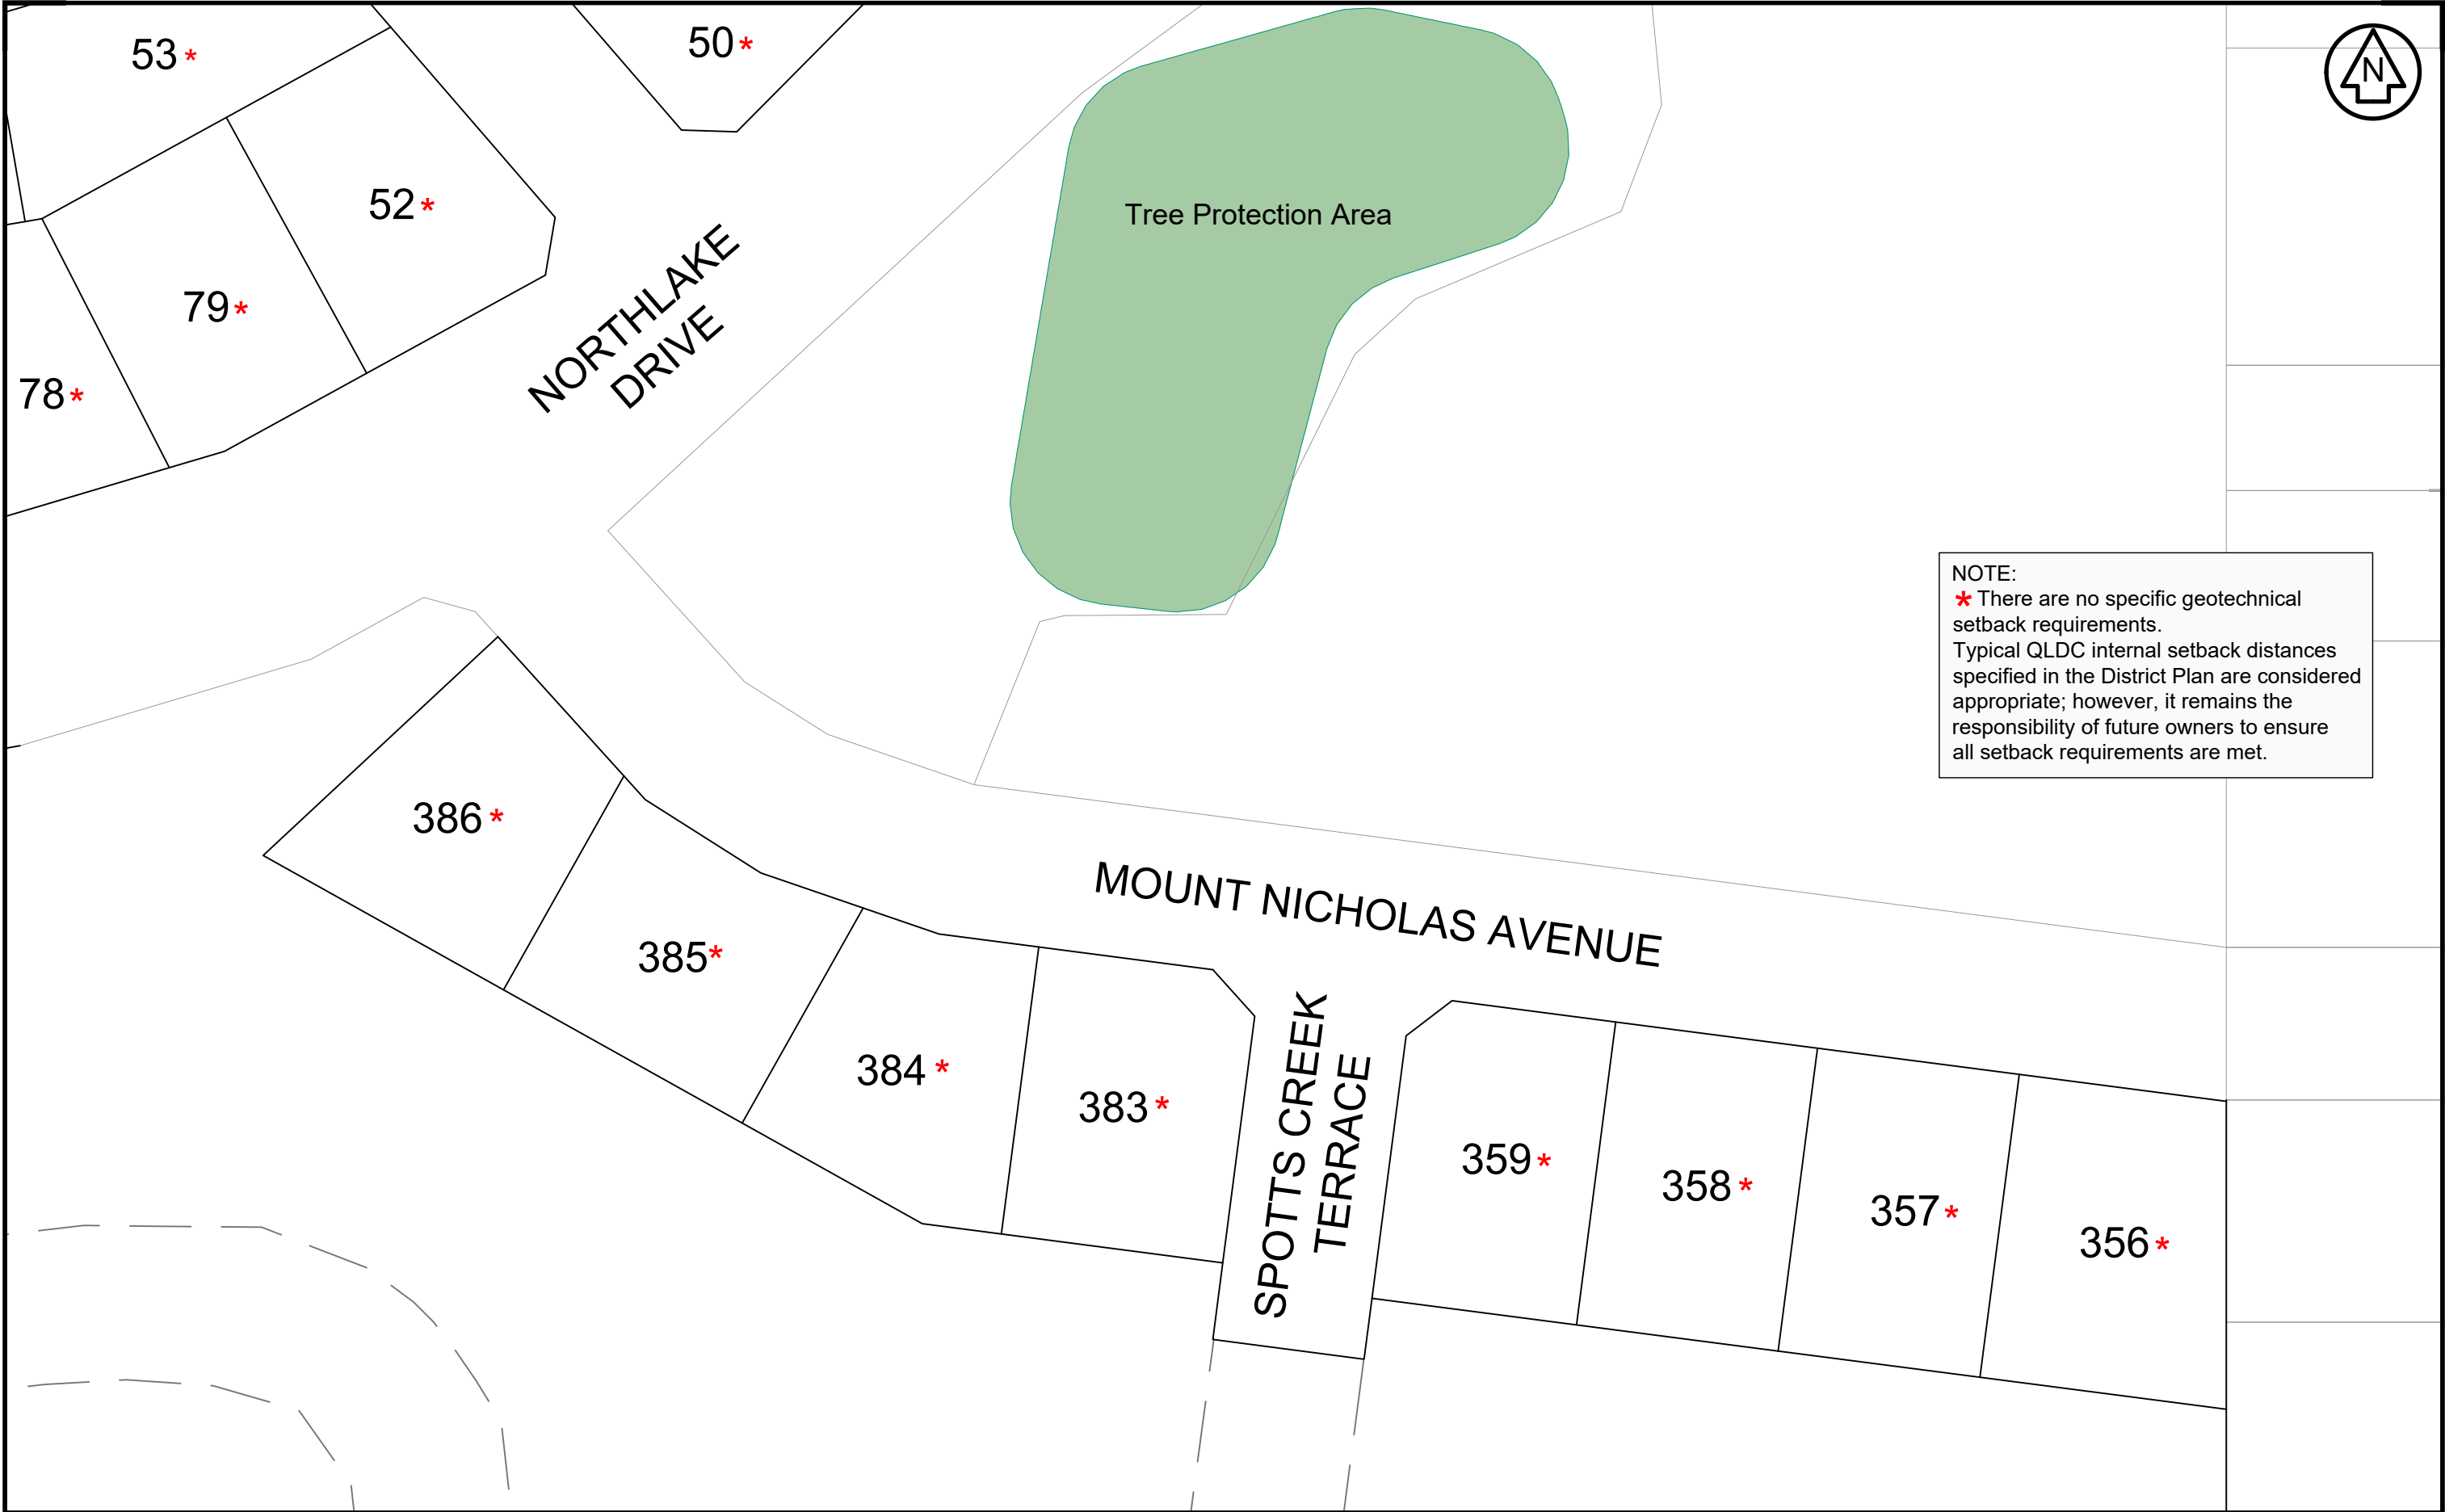 53*
50*
N
52*
Tree Protection Area
79*
NORTHLAKE
DRIVE
78*
NOTE:
* There are no specific geotechnical
setback requirements.
Typical QLDC internal setback distances
specified in the District Plan are considered
appropriate; however, it remains the
responsibility of future owners to ensure
all setback requirements are met.
386*
MOUNT NICHOLAS AVENUE
385*
384*
383*
SPOTTS CREEK
TERRACE
359*
358*
357*
356*